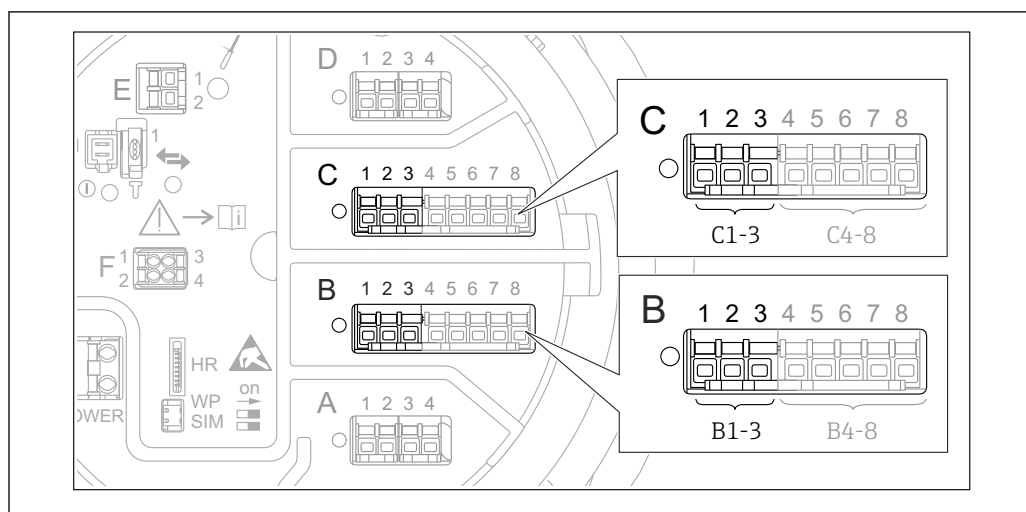 D 1 2 3 4
E 1
2
1
C 1 2 3 4 5 6 7 8
C 1 2 3 4 5 6 7 8
C1-3 C4-8
i
F 1 3
2 4
B 1 2 3 4 5 6 7 8
B 1 2 3 4 5 6 7 8
B1-3 B4-8
HR
WP on
SIM
OWER
A 1 2 3 4